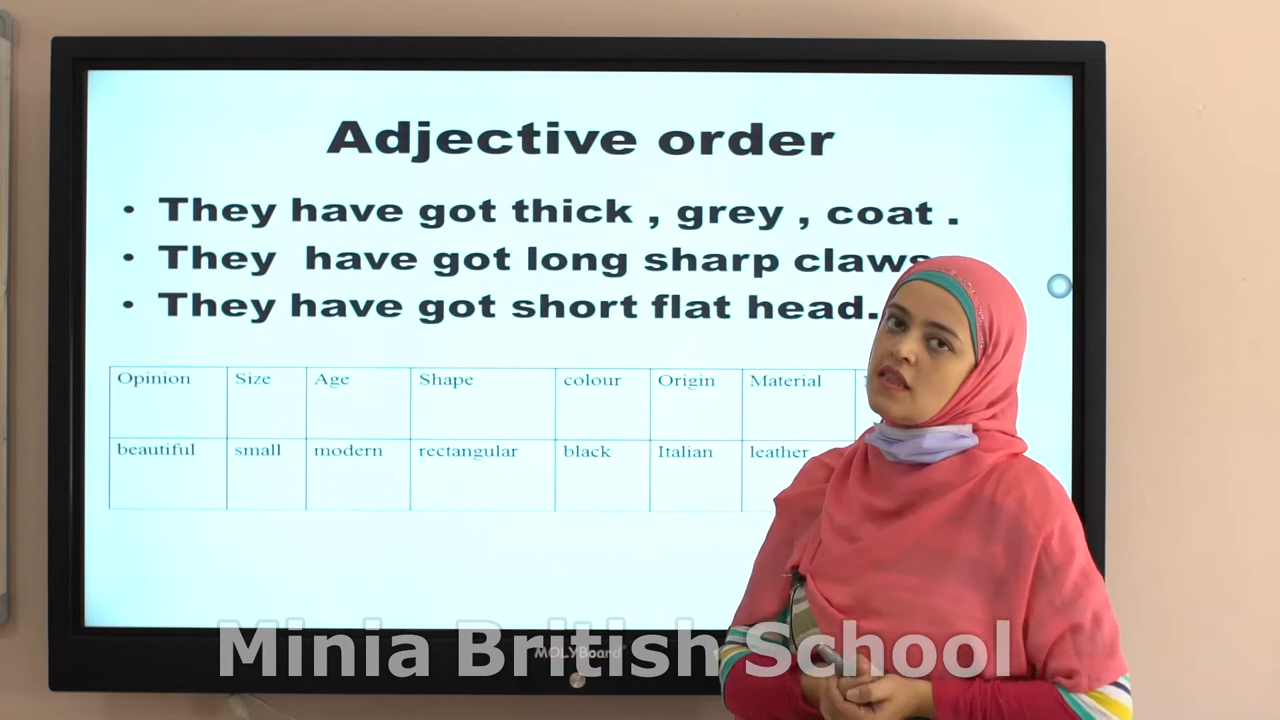 Adjective order
• They have got thick , grey , coat .
• They have got long sharp claws
• They have got short flat head.
Opinion Size Age Shape colour Origin Material
beautiful small modern rectangular black Italian leather
Minia British School
MOLYBoard